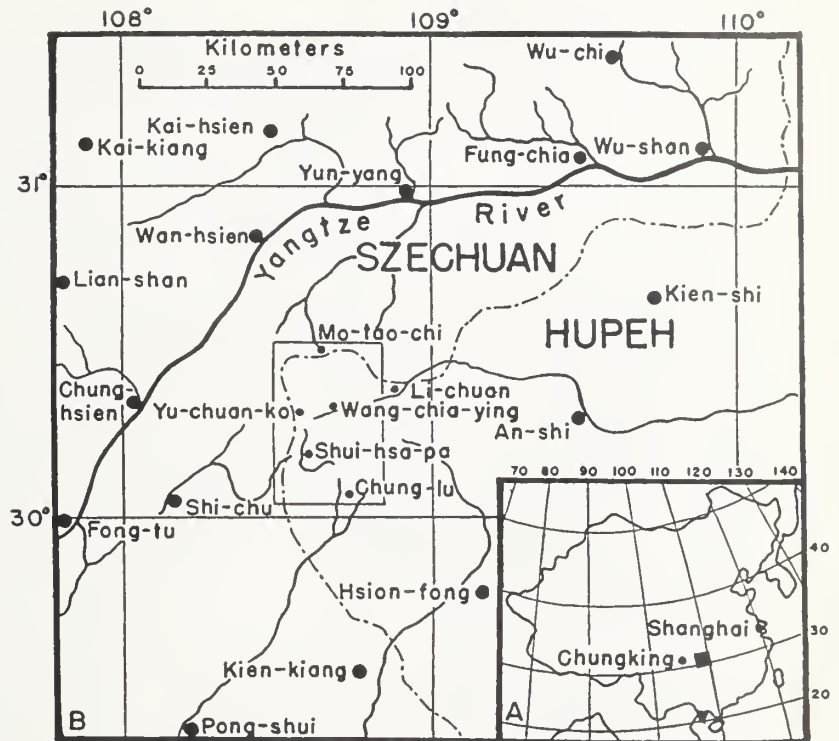 108°
109°
110°
Kilometers
0 25 50 75 100
Wu-chi
Kai-hsien
Kai-kiang
Fung-chia
Wu-shan
Yun-yang
31°
Wan-hsien
Yangtze
River
SZECHUAN
Lian-shan
Kien-shi
HUPEH
Mo-tao-chi
Li-chuan
Chung-
hsien
Yu-chuan-ko
Wang-chia-ying
An-shi
Shui-hsa-pa
Chung-lu
Shi-chu
30°
Fong-tu
Hsion-fong
Kien-kiang
Pong-shui
B
70 80 90 100 110 120 130 140
40
Shanghai
30
Chungking
20
A